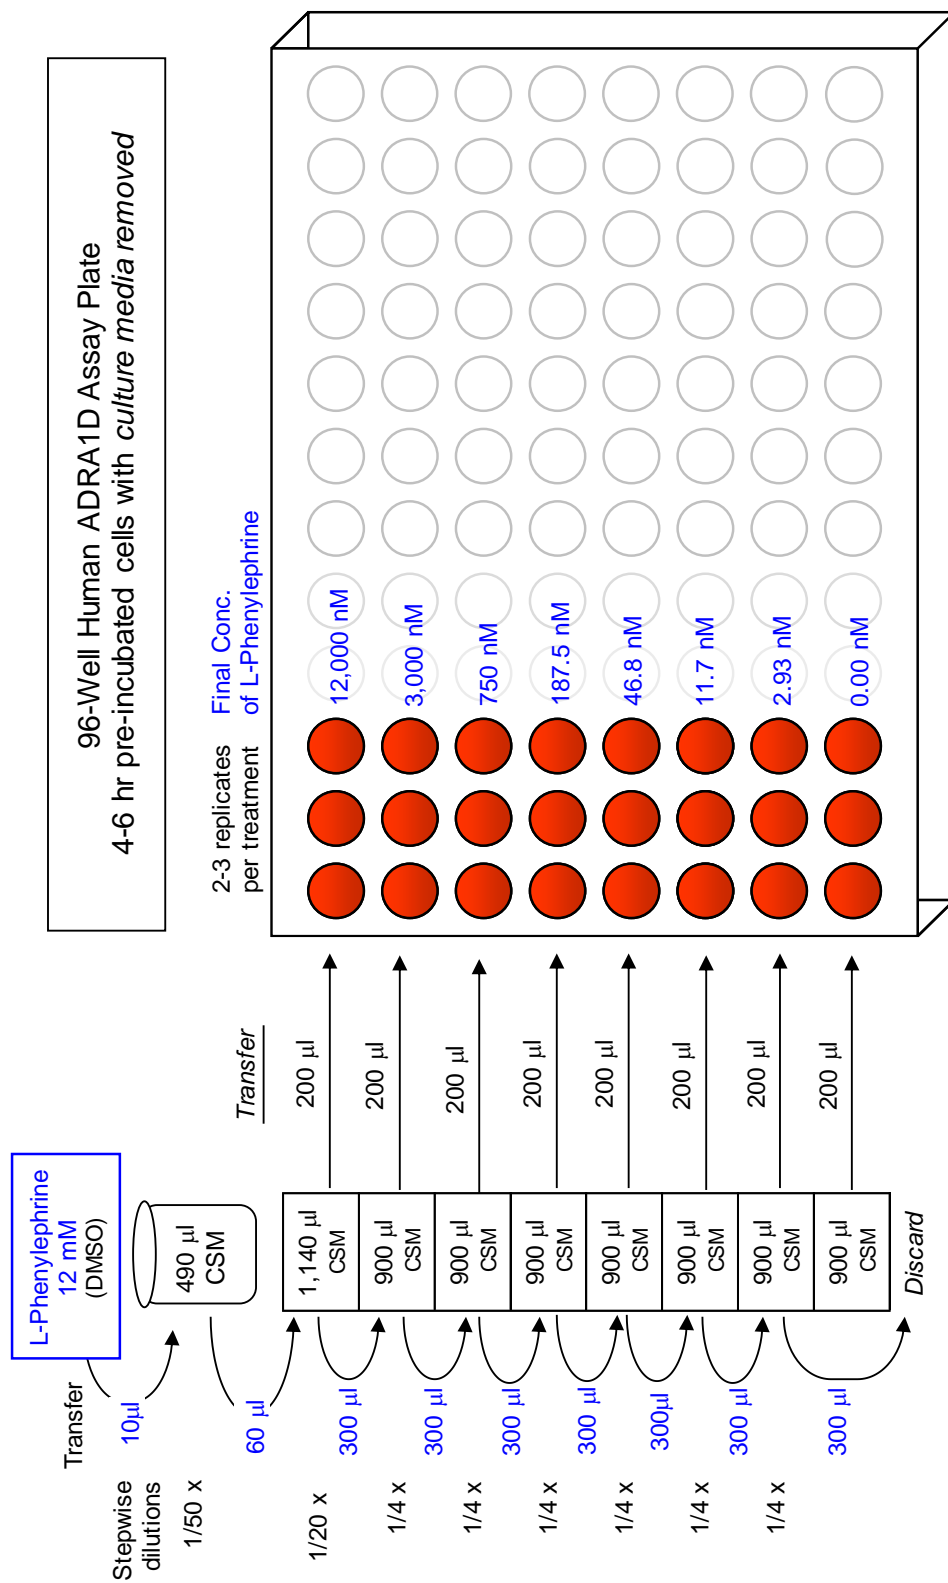 96-Well Human ADRA1D Assay Plate
4-6 hr pre-incubated cells with culture media removed
L-Phenylephrine
12 mM
(DMSO)
Transfer
Stepwise
dilutions
10µl
1/50 x
490 µl
CSM
60 µl
Transfer
2-3 replicates
per treatment
Final Conc.
of L-Phenylephrine
1/20 x
1,140 µl
CSM
200 µl
12,000 nM
300 µl
1/4 x
900 µl
CSM
200 µl
3,000 nM
300 µl
1/4 x
900 µl
CSM
200 µl
750 nM
300 µl
1/4 x
900 µl
CSM
200 µl
187.5 nM
300 µl
1/4 x
900 µl
CSM
200 µl
46.8 nM
300µl
1/4 x
900 µl
CSM
200 µl
11.7 nM
300 µl
1/4 x
900 µl
CSM
200 µl
2.93 nM
300 µl
900 µl
CSM
200 µl
0.00 nM
Discard